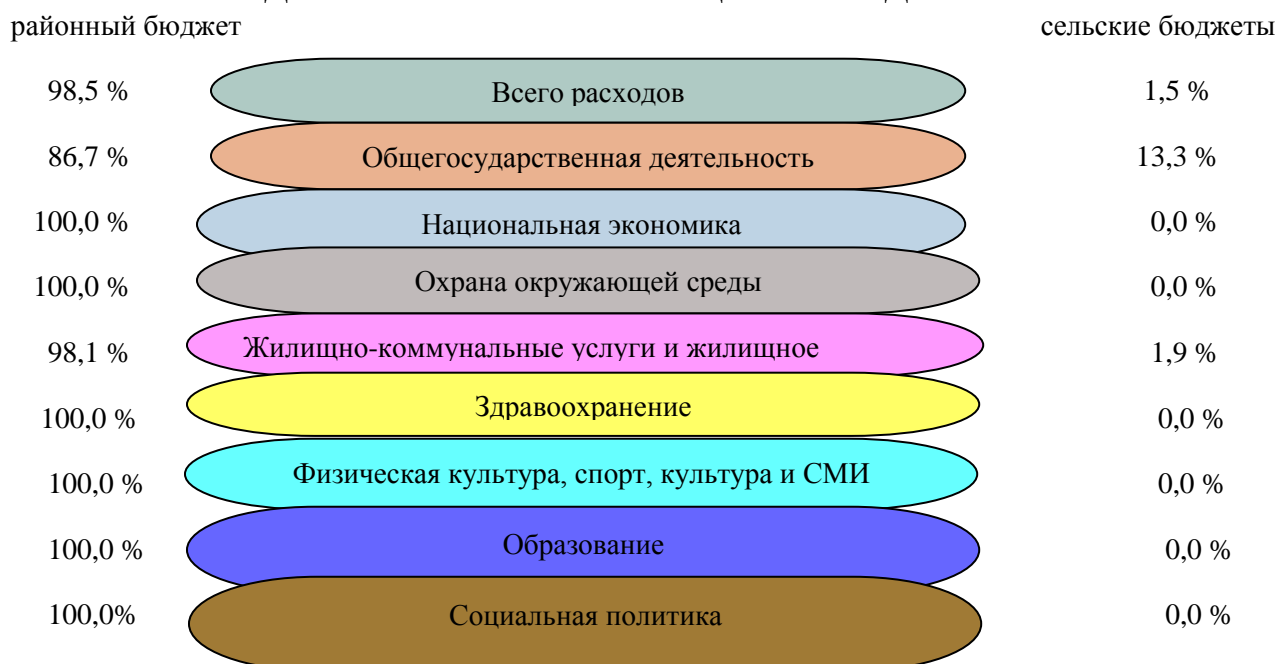 районный бюджет сельские бюджеты
98,5 % Всего расходов 1,5 %
86,7 % Общегосударственная деятельность 13,3 %
100,0 % Национальная экономика 0,0 %
100,0 % Охрана окружающей среды 0,0 %
98,1 % Жилищно-коммунальные услуги и жилищное 1,9 %
100,0 % Здравоохранение 0,0 %
100,0 % Физическая культура, спорт, культура и СМИ 0,0 %
100,0 % Образование 0,0 %
100,0% Социальная политика 0,0 %